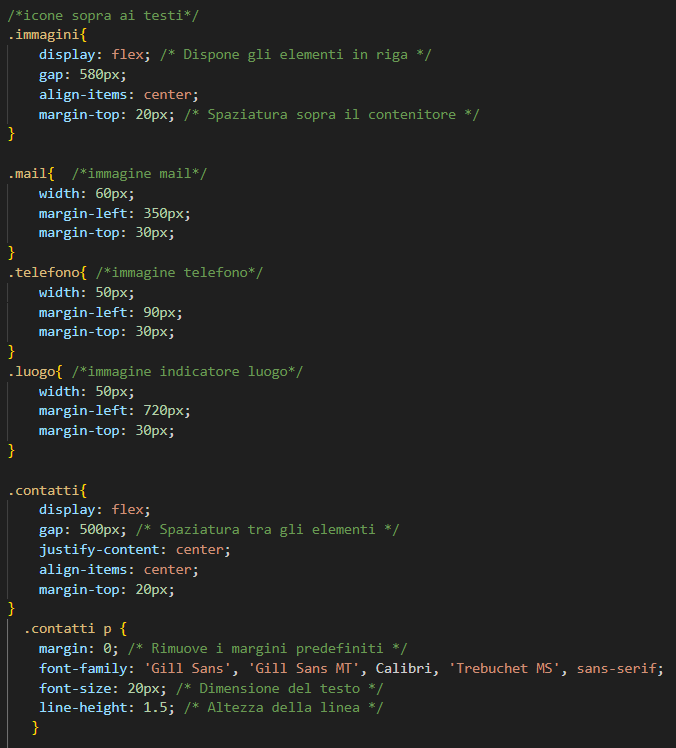 /*icone sopra ai testi*/
.immagini{
display: flex; /* Dispone gli elementi in riga */
gap: 580px;
align-items: center;
margin-top: 20px; /* Spaziatura sopra il contenitore */
}
.mail{  /*immagine mail*/
width: 60px;
margin-left: 350px;
margin-top: 30px;
}
.telefono{ /*immagine telefono*/
width: 50px;
margin-left: 90px;
margin-top: 30px;
}
.luogo{ /*immagine indicatore luogo*/
width: 50px;
margin-left: 720px;
margin-top: 30px;
}
.contatti{
display: flex;
gap: 500px; /* Spaziatura tra gli elementi */
justify-content: center;
align-items: center;
margin-top: 20px;
}
.contatti p {
margin: 0; /* Rimuove i margini predefiniti */
font-family: 'Gill Sans', 'Gill Sans MT', Calibri, 'Trebuchet MS', sans-serif;
font-size: 20px; /* Dimensione del testo */
line-height: 1.5; /* Altezza della linea */
}